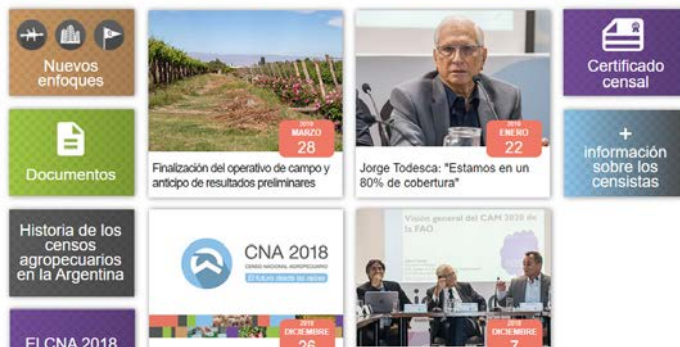 Nuevos
enfoques
Documentos
Historia de los
censos
agropecuarios
en la Argentina
El CNA 2018
2019
MARZO
28
Finalización del operativo de campo y
anticipo de resultados preliminares
2019
ENERO
22
Jorge Todesca: "Estamos en un
80% de cobertura"
CNA 2018
CENSO NACIONAL AGROPECUARIO
El futuro desde las raíces
2018
DICIEMBRE
26
Visión general del CAM 2020 de
la FAO
2018
DICIEMBRE
7
Certificado
censal
+
información
sobre los
censistas